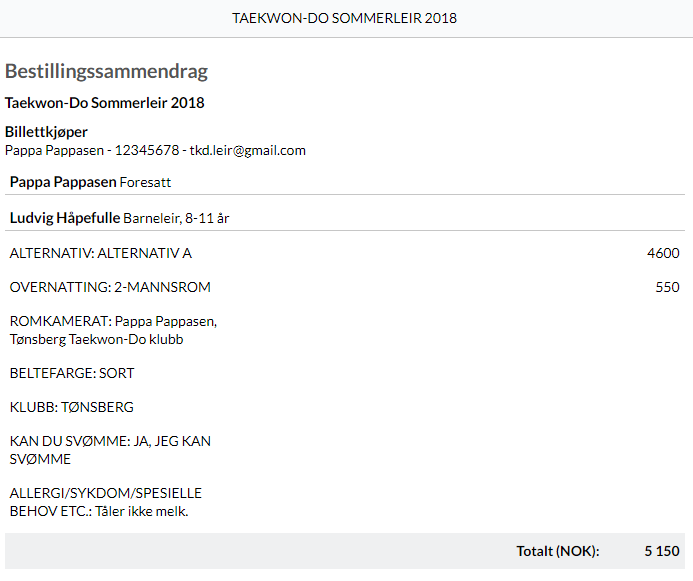 TAEKWON-DO SOMMERLEIR 2018
Bestillingssammendrag
Taekwon-Do Sommerleir 2018
Billettkjøper
Pappa Pappasen - 12345678 - tkd.leir@gmail.com
Pappa Pappasen Foresatt
Ludvig Håpefulle Barneleir, 8-11 år
ALTERNATIV: ALTERNATIV A 4600
OVERNATTING: 2-MANNSROM 550
ROMKAMERAT: Pappa Pappasen,
Tønsberg Taekwon-Do klubb
BELTEFARGE: SORT
KLUBB: TØNSBERG
KAN DU SVØMME: JA, JEG KAN
SVØMME
ALLERGI/SYKDOM/SPESIELLE
BEHOV ETC.: Tåler ikke melk.
Totalt (NOK): 5 150